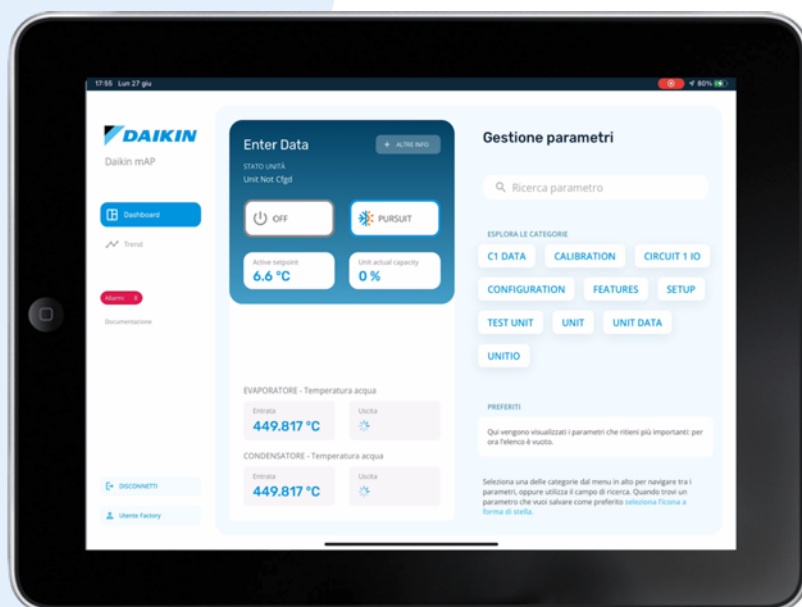 17:55 Lun 27 giu
80%
DAIKIN
Daikin mAP
Dashboard
Trend
Allarmi
Documentazione
DISCONNETTI
Utente Factory
Enter Data
+ ALTRE INFO
STATO UNITÀ
Unit Not Cfgd
OFF
PURSUIT
Active setpoint
6.6 °C
Unit actual capacity
0 %
EVAPORATORE - Temperatura acqua
Entrata
449.817 °C
Uscita
CONDENSATORE - Temperatura acqua
Entrata
449.817 °C
Uscita
Gestione parametri
Ricerca parametro
ESPLORA LE CATEGORIE
C1 DATA
CALIBRATION
CIRCUIT 1 IO
CONFIGURATION
FEATURES
SETUP
TEST UNIT
UNIT
UNIT DATA
UNITIO
PREFERITI
Qui vengono visualizzati i parametri che ritieni più importanti: per
ora l'elenco è vuoto.
Seleziona una delle categorie dal menu in alto per navigare tra i
parametri, oppure utilizza il campo di ricerca. Quando trovi un
parametro che vuoi salvare come preferito seleziona l'icona a
forma di stella.